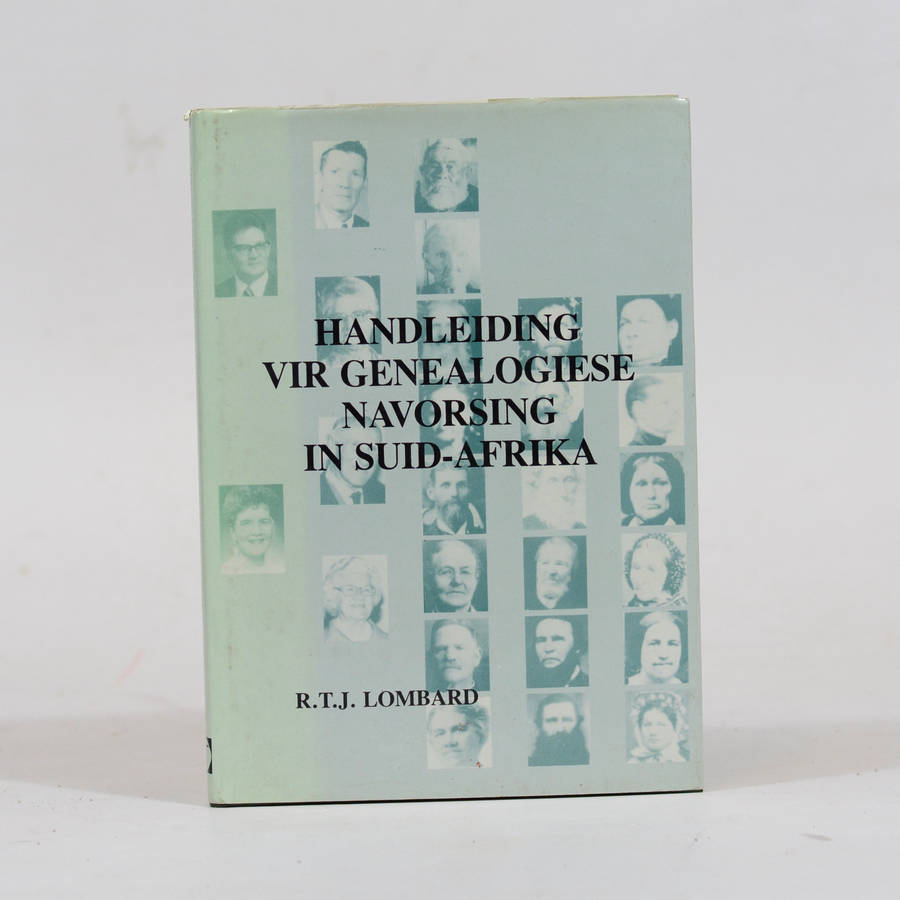 HANDLEIDING
VIR GENEALOGIESE
NAVORSING
IN SUID-AFRIKA
R.T.J. LOMBARD